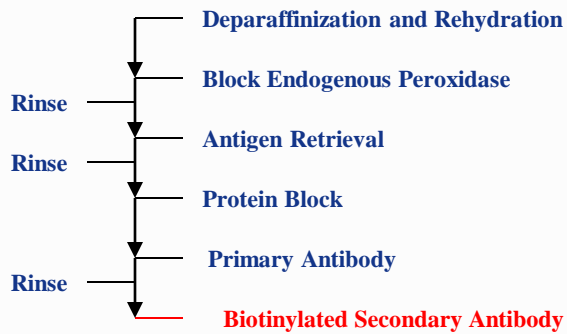 Deparaffinization and Rehydration
Block Endogenous Peroxidase
Rinse
Antigen Retrieval
Rinse
Protein Block
Primary Antibody
Rinse
Biotinylated Secondary Antibody